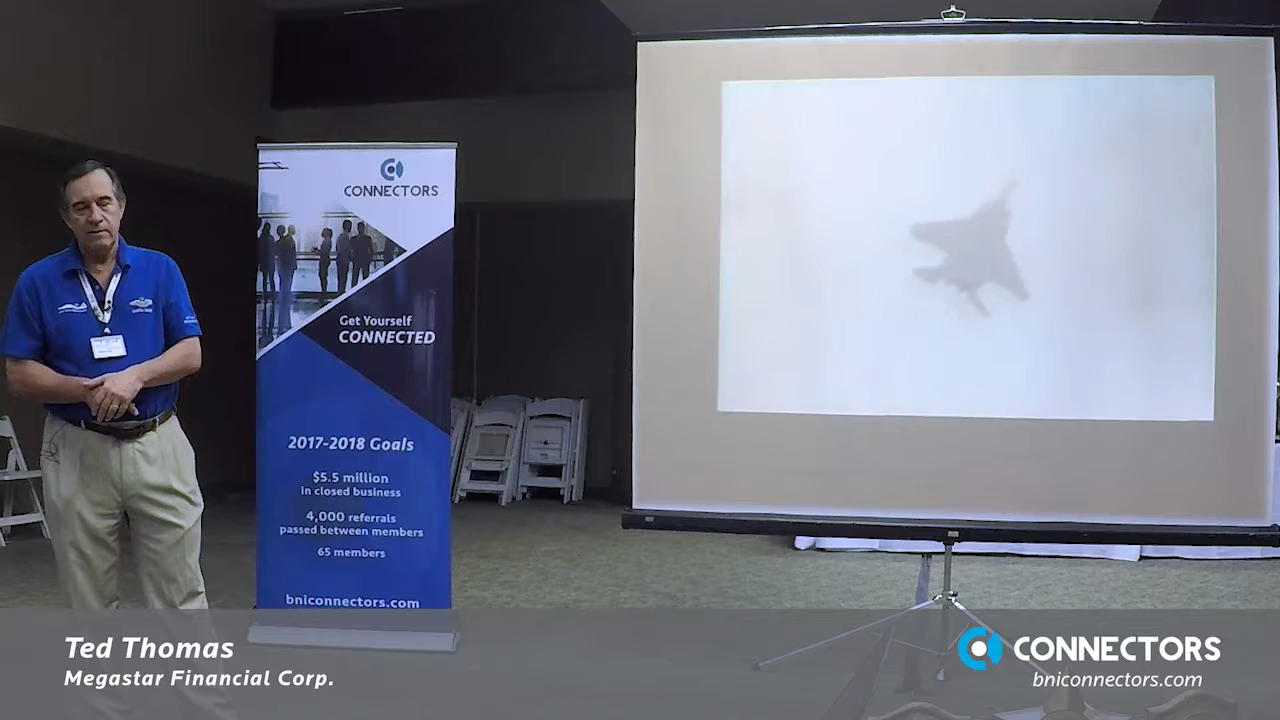 CONNECTORS
Get Yourself
CONNECTED
2017-2018 Goals
$5.5 million
in closed business
4,000 referrals
passed between members
65 members
bniconnectors.com
Ted Thomas
Megastar Financial Corp.
CONNECTORS
bniconnectors.com